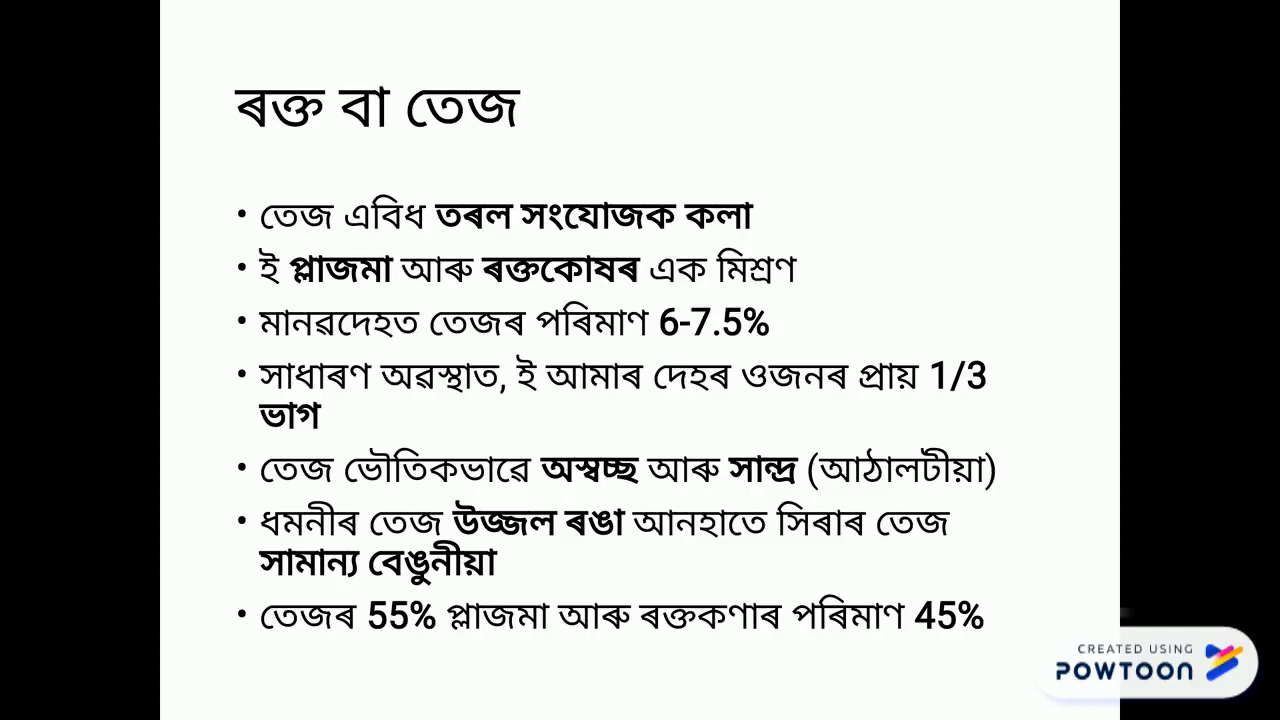 ৰক্ত বা তেজ
• তেজ এবিধ তৰল সংযোজক কলা
• ই প্লাজমা আৰু ৰক্তকোষৰ এক মিশ্ৰণ
• মানৱদেহত তেজৰ পৰিমাণ 6-7.5%
• সাধাৰণ অৱস্থাত, ই আমাৰ দেহৰ ওজনৰ প্ৰায় 1/3
ভাগ
• তেজ ভৌতিকভাৱে অস্বচ্ছ আৰু সান্দ্ৰ (আঠালটীয়া)
• ধমনীৰ তেজ উজ্জল ৰঙা আনহাতে সিৰাৰ তেজ
সামান্য বেঙুনীয়া
• তেজৰ 55% প্লাজমা আৰু ৰক্তকণাৰ পৰিমাণ 45%
CREATED USING
POWTOON